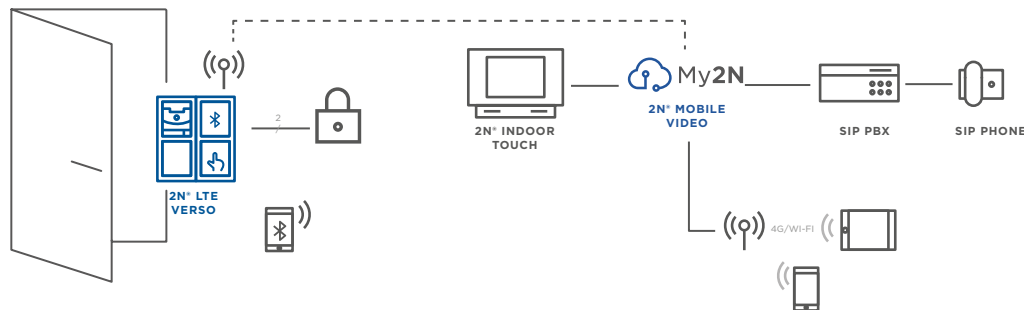 2
2N® LTE
VERSO
2N® INDOOR
TOUCH
My2N
2N® MOBILE
VIDEO
SIP PBX
SIP PHONE
4G/WI-FI